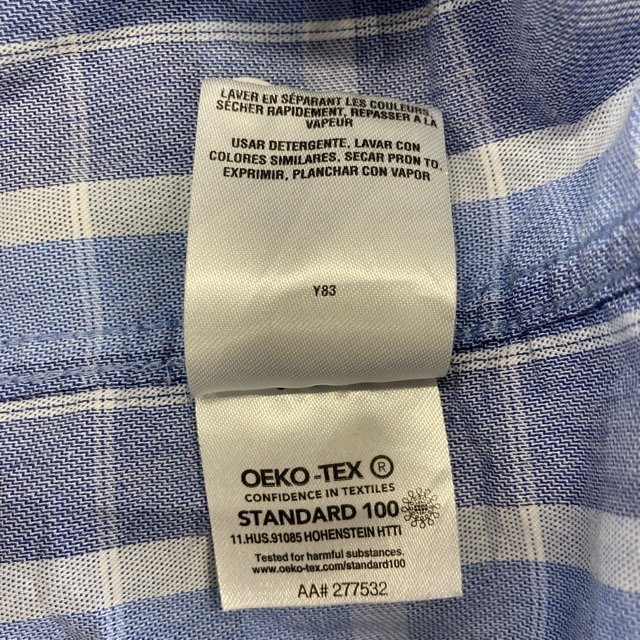 LAVER EN SÉPARANT LES COULEURS,
SÉCHER RAPIDEMENT, REPASSER A LA
VAPEUR
USAR DETERGENTE, LAVAR CON
COLORES SIMILARES, SECAR PRON TO.
EXPRIMIR, PLANCHAR CON VAPOR
Y83
OEKO-TEX ®
CONFIDENCE IN TEXTILES
STANDARD 100
11.HUS.91085 HOHENSTEIN HTTI
Tested for harmful substances.
www.oeko-tex.com/standard100
AA# 277532